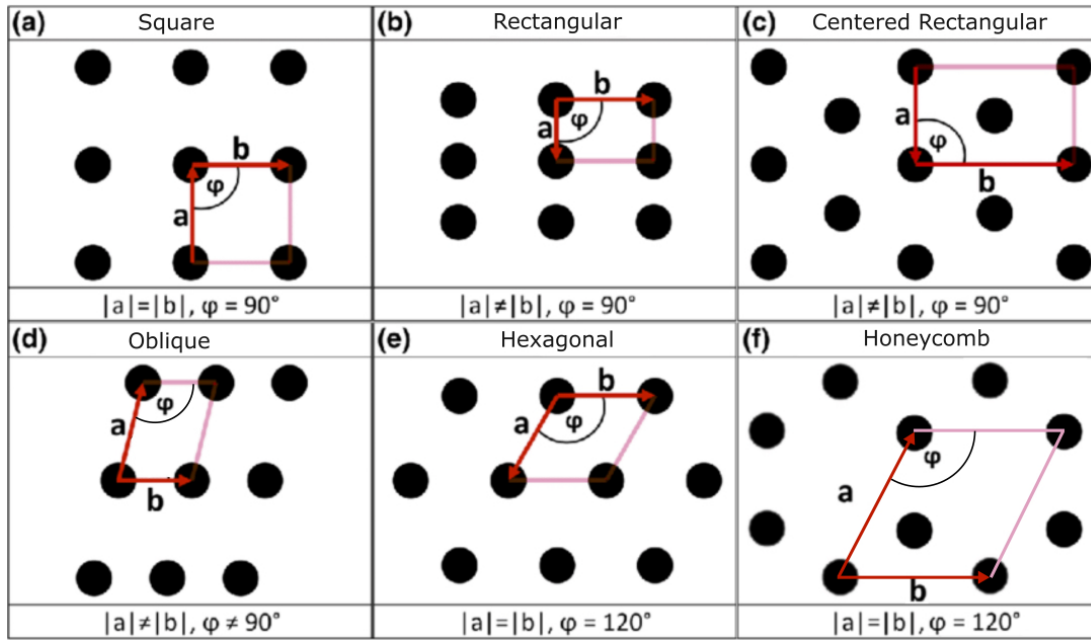 (a) Square
b
φ
a
|a|=|b|, φ = 90°
(b) Rectangular
b
a
φ
|a|≠|b|, φ = 90°
(c) Centered Rectangular
a
φ
b
|a|≠|b|, φ = 90°
(d) Oblique
φ
a
b
|a|≠|b|, φ ≠ 90°
(e) Hexagonal
b
a
φ
|a|=|b|, φ = 120°
(f) Honeycomb
φ
a
b
|a|=|b|, φ = 120°